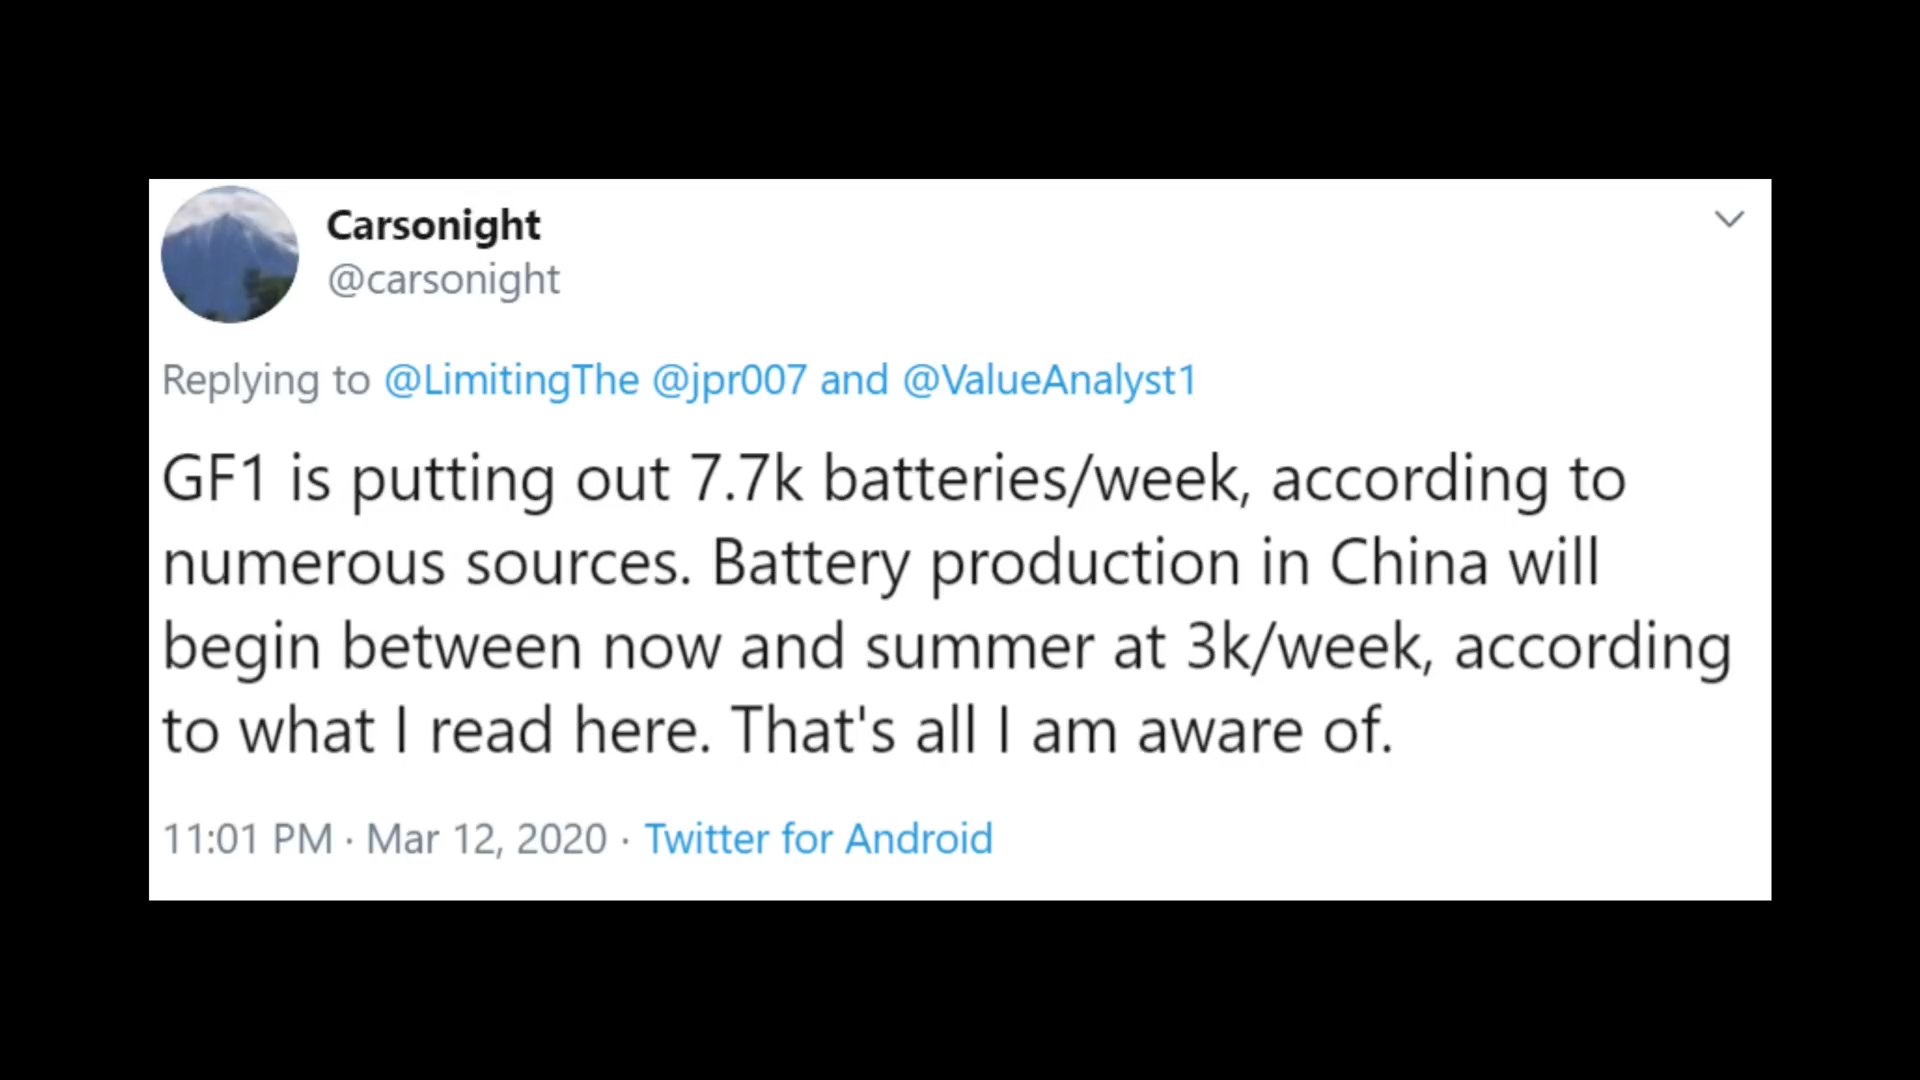 Carsonight
@carsonight
Replying to @LimitingThe @jpr007 and @ValueAnalyst1
GF1 is putting out 7.7k batteries/week, according to
numerous sources. Battery production in China will
begin between now and summer at 3k/week, according
to what I read here. That's all I am aware of.
11:01 PM · Mar 12, 2020 · Twitter for Android